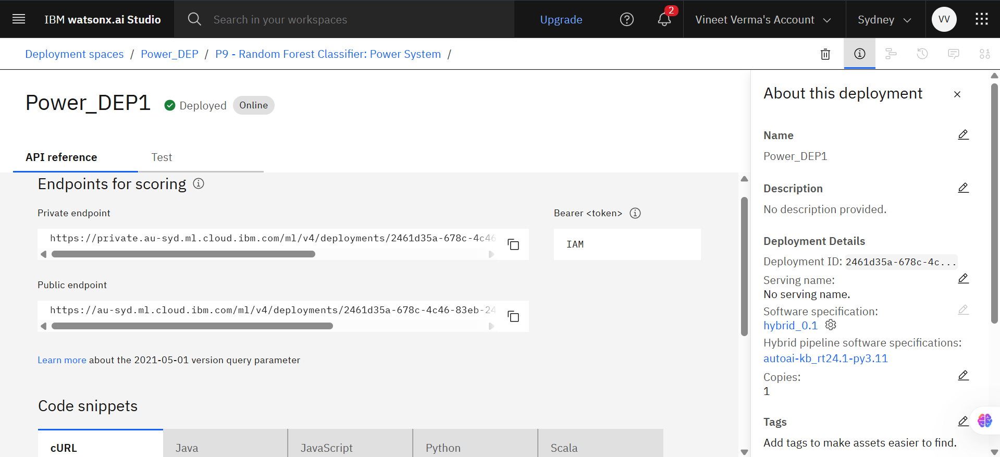 IBM watsonx.ai Studio
Search in your workspaces
Upgrade
2
Vineet Verma's Account
Sydney
VV
Deployment spaces / Power_DEP / P9 - Random Forest Classifier: Power System /
Power_DEP1
Deployed
Online
API reference
Test
Endpoints for scoring
Private endpoint
https://private.au-syd.ml.cloud.ibm.com/ml/v4/deployments/2461d35a-678c-4c46
Bearer <token>
IAM
Public endpoint
https://au-syd.ml.cloud.ibm.com/ml/v4/deployments/2461d35a-678c-4c46-83eb-24
Learn more about the 2021-05-01 version query parameter
Code snippets
cURL
Java
JavaScript
Python
Scala
About this deployment
Name
Power_DEP1
Description
No description provided.
Deployment Details
Deployment ID: 2461d35a-678c-4c...
Serving name:
No serving name.
Software specification:
hybrid_0.1
Hybrid pipeline software specifications:
autoai-kb_rt24.1-py3.11
Copies:
1
Tags
Add tags to make assets easier to find.